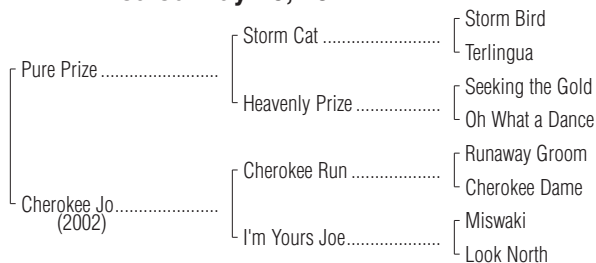 Storm Bird
Storm Cat ........................
Terlingua
Pure Prize ................................
Seeking the Gold
Heavenly Prize .................
Oh What a Dance
Runaway Groom
Cherokee Run ..................
Cherokee Dame
Cherokee Jo............................
(2002)
Miswaki
I'm Yours Joe...................
Look North